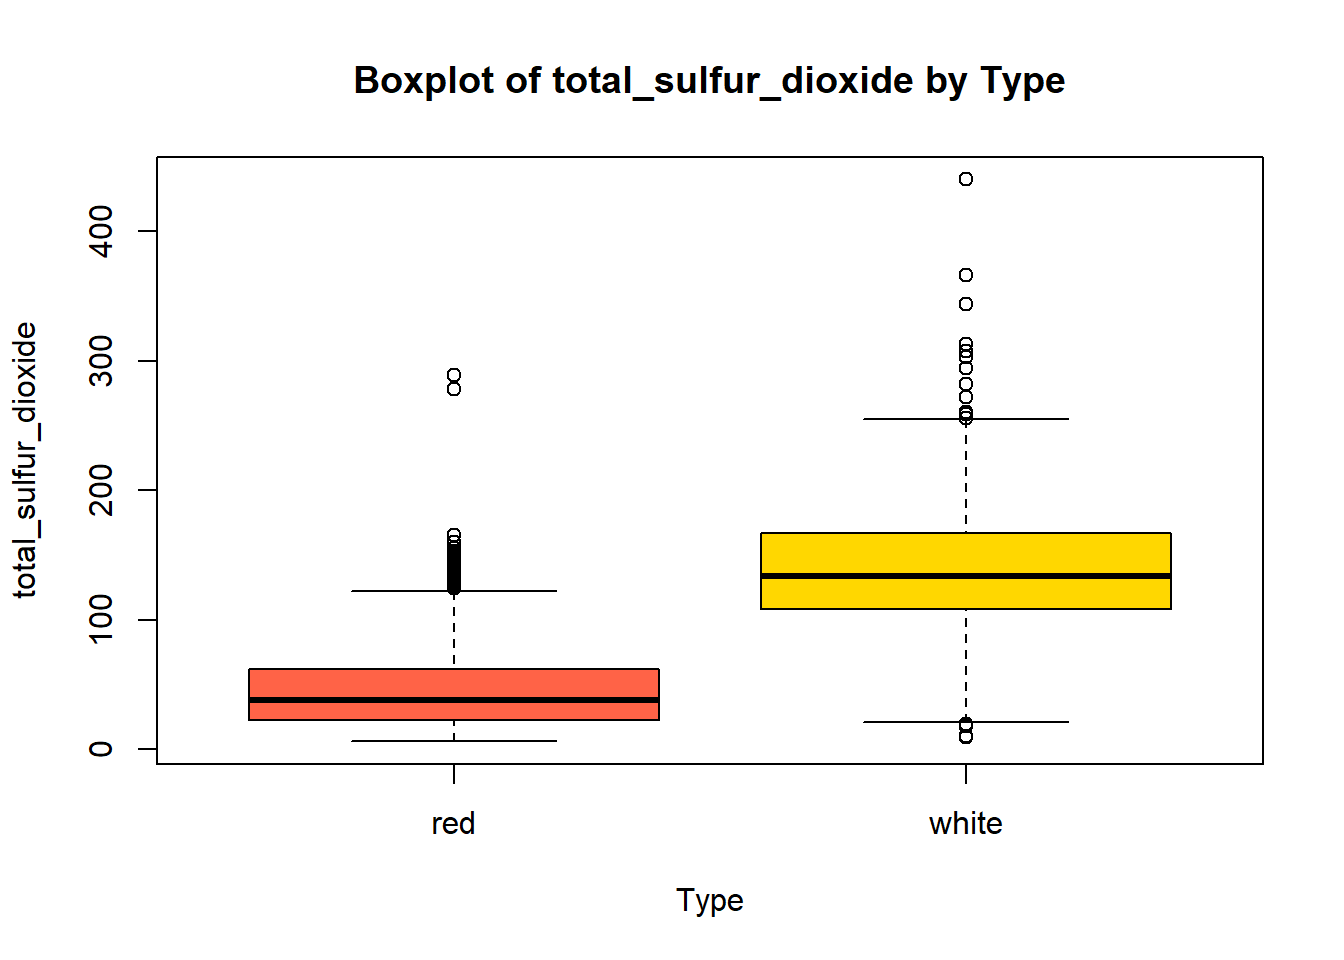 Boxplot of total_sulfur_dioxide by Type
total_sulfur_dioxide
400
300
200
100
0
red white
Type